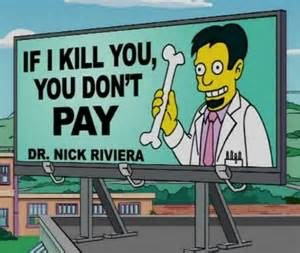 IF I KILL YOU,
YOU DON'T
PAY
DR. NICK RIVIERA